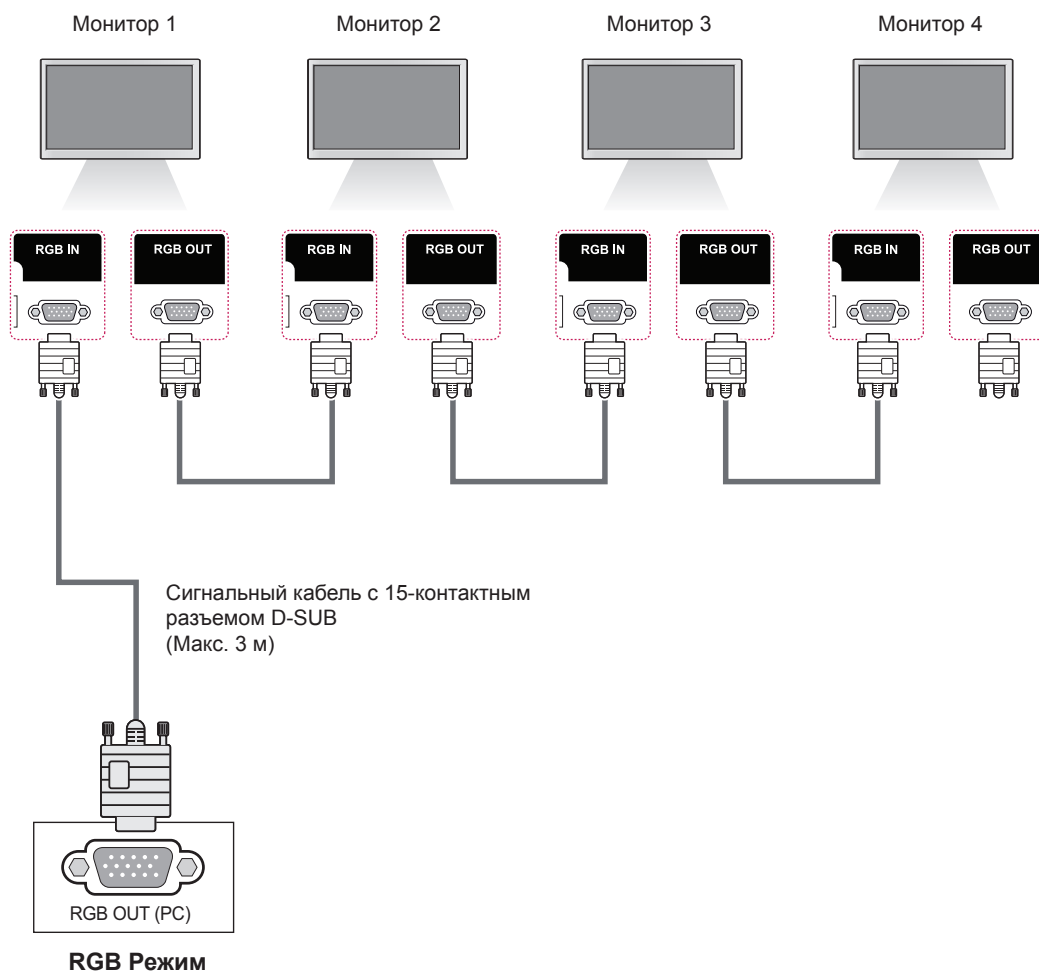 Монитор 1
Монитор 2
Монитор 3
Монитор 4
RGB IN
RGB OUT
RGB IN
RGB OUT
RGB IN
RGB OUT
RGB IN
RGB OUT
Сигнальный кабель с 15-контактным
разъемом D-SUB
(Макс. 3 м)
RGB OUT (PC)
RGB Режим